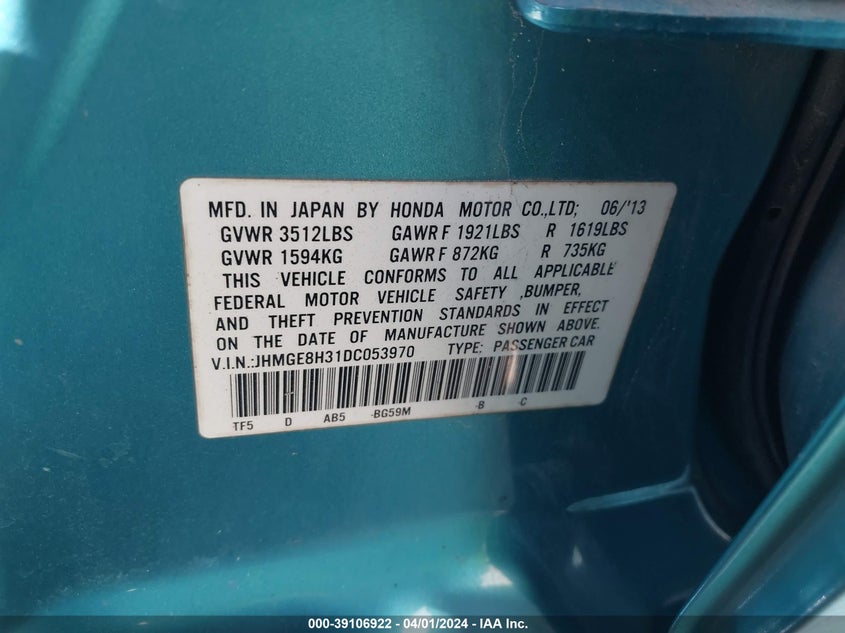 MFD. IN JAPAN BY HONDA MOTOR CO.,LTD; 06/'13
GVWR 3512LBS GAWR F 1921LBS R 1619LBS
GVWR 1594KG GAWR F 872KG R 735KG
THIS VEHICLE CONFORMS TO ALL APPLICABLE
FEDERAL MOTOR VEHICLE SAFETY ,BUMPER,
AND THEFT PREVENTION STANDARDS IN EFFECT
ON THE DATE OF MANUFACTURE SHOWN ABOVE.
V.I.N.:JHMGE8H31DC053970 TYPE: PASSENGER CAR
TF5 D AB5 -BG59M -B -C
000-39106922 - 04/01/2024 - IAA Inc.